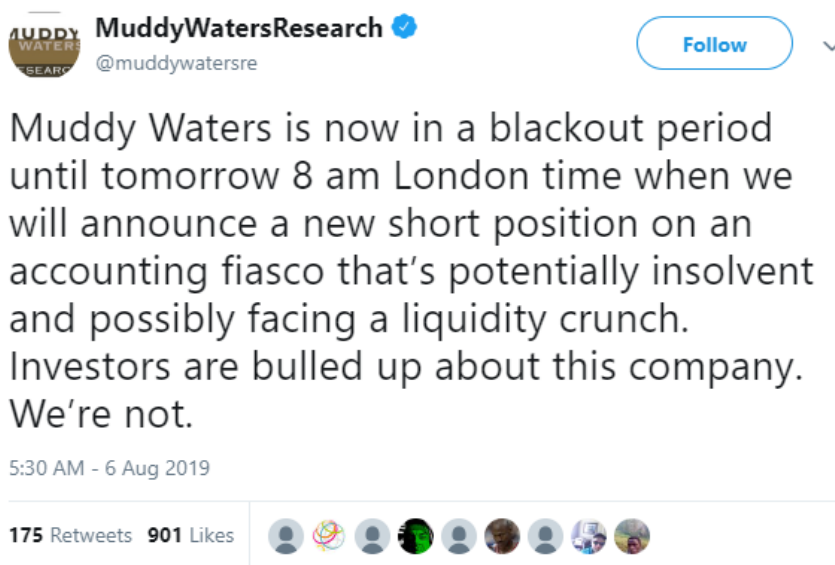 MUDDY
WATERS
MuddyWatersResearch
@muddywatersre
Follow
Muddy Waters is now in a blackout period
until tomorrow 8 am London time when we
will announce a new short position on an
accounting fiasco that’s potentially insolvent
and possibly facing a liquidity crunch.
Investors are bulled up about this company.
We’re not.
5:30 AM - 6 Aug 2019
175 Retweets 901 Likes